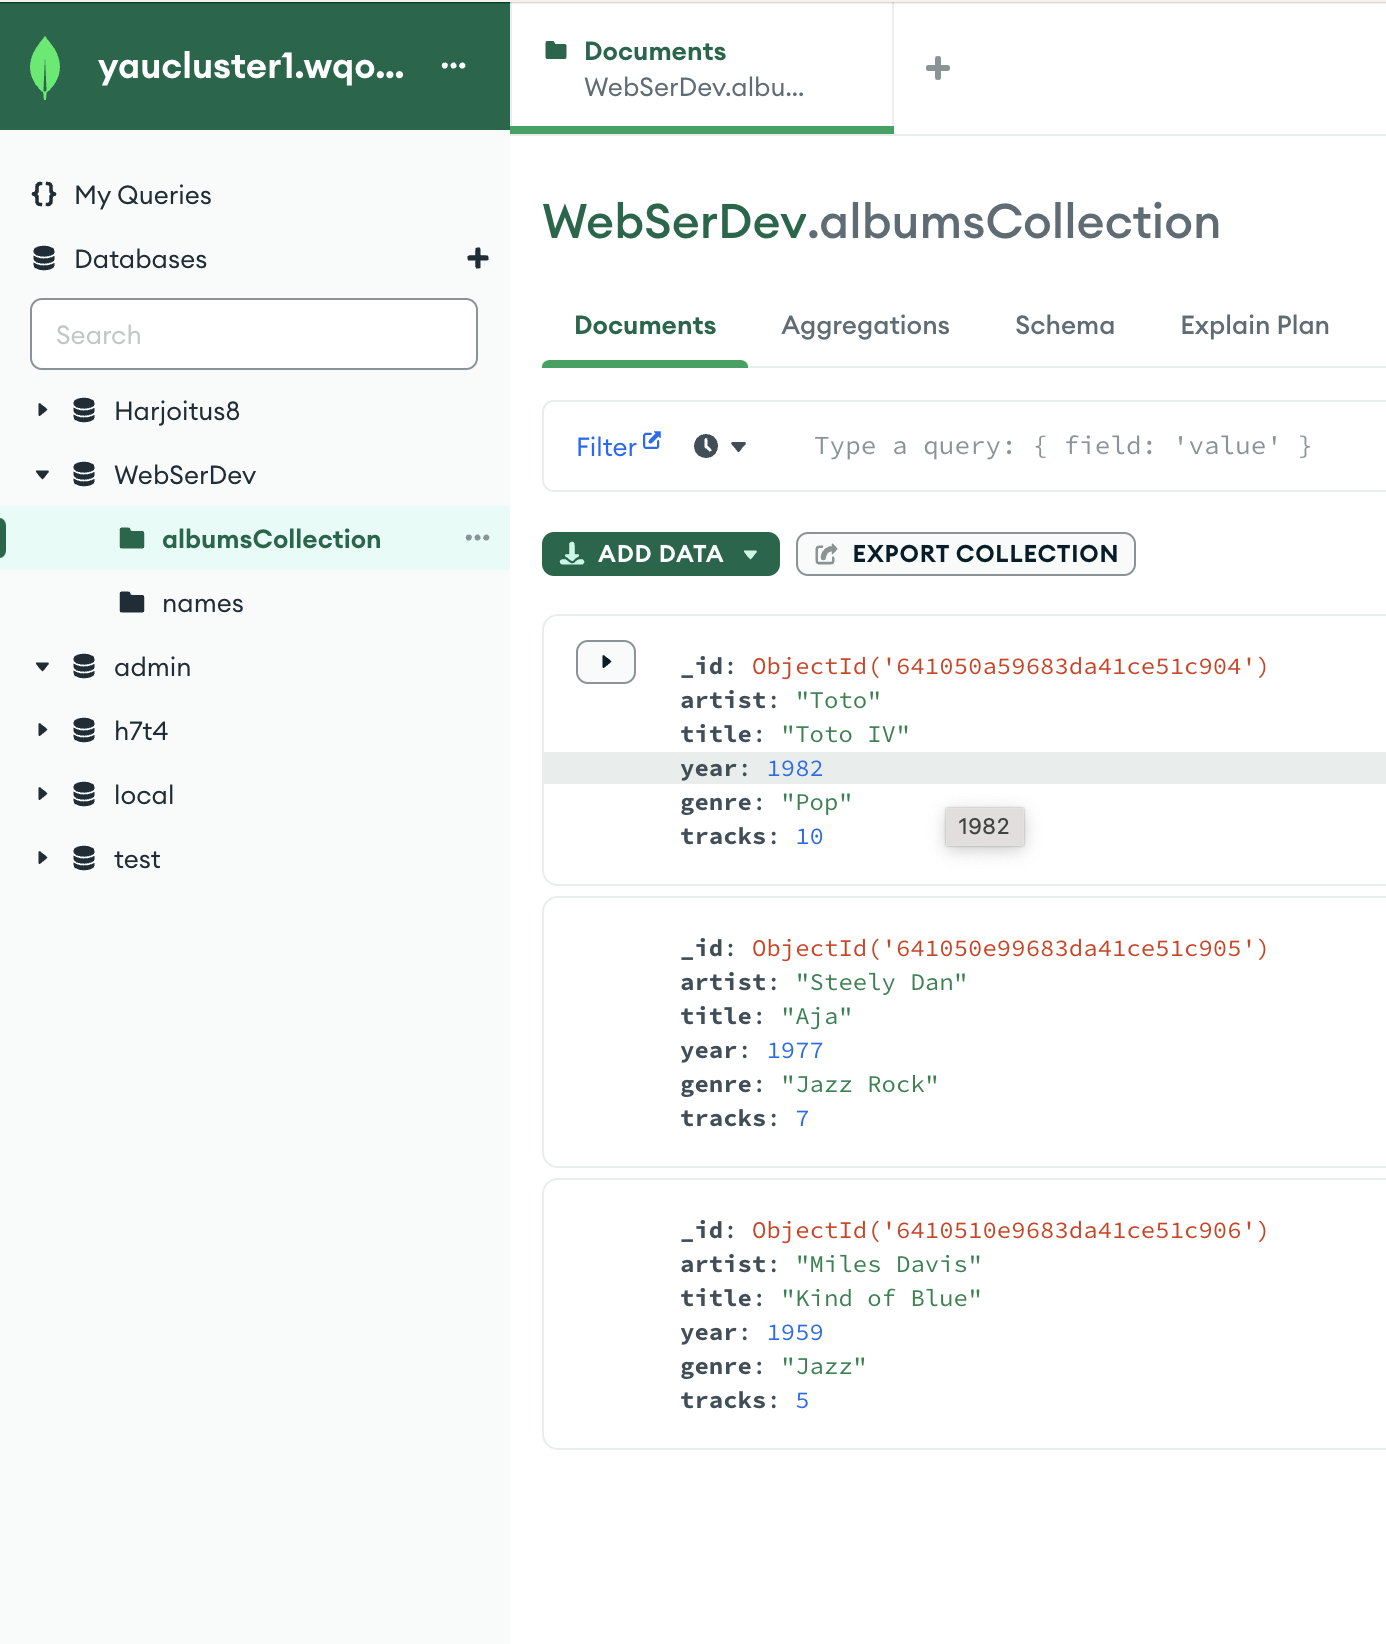 yaucluster1.wqo... ...
Documents
WebSerDev.albu...
{} My Queries
Databases
Search
Harjoitus8
WebSerDev
albumsCollection
names
admin
h7t4
local
test
WebSerDev.albumsCollection
Documents Aggregations Schema Explain Plan
Filter Type a query: { field: 'value' }
ADD DATA EXPORT COLLECTION
_id: ObjectId('641050a59683da41ce51c904')
artist: "Toto"
title: "Toto IV"
year: 1982
genre: "Pop"
1982
tracks: 10
_id: ObjectId('641050e99683da41ce51c905')
artist: "Steely Dan"
title: "Aja"
year: 1977
genre: "Jazz Rock"
tracks: 7
_id: ObjectId('6410510e9683da41ce51c906')
artist: "Miles Davis"
title: "Kind of Blue"
year: 1959
genre: "Jazz"
tracks: 5